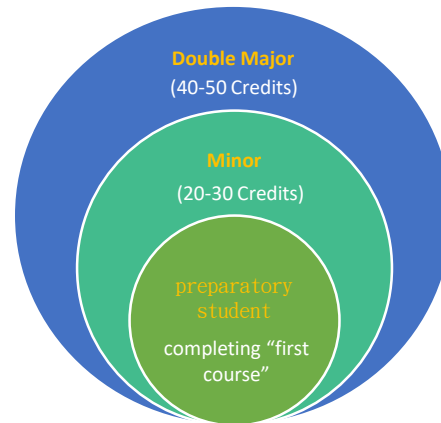 Double Major
(40-50 Credits)
Minor
(20-30 Credits)
preparatory
student
completing “first
course”